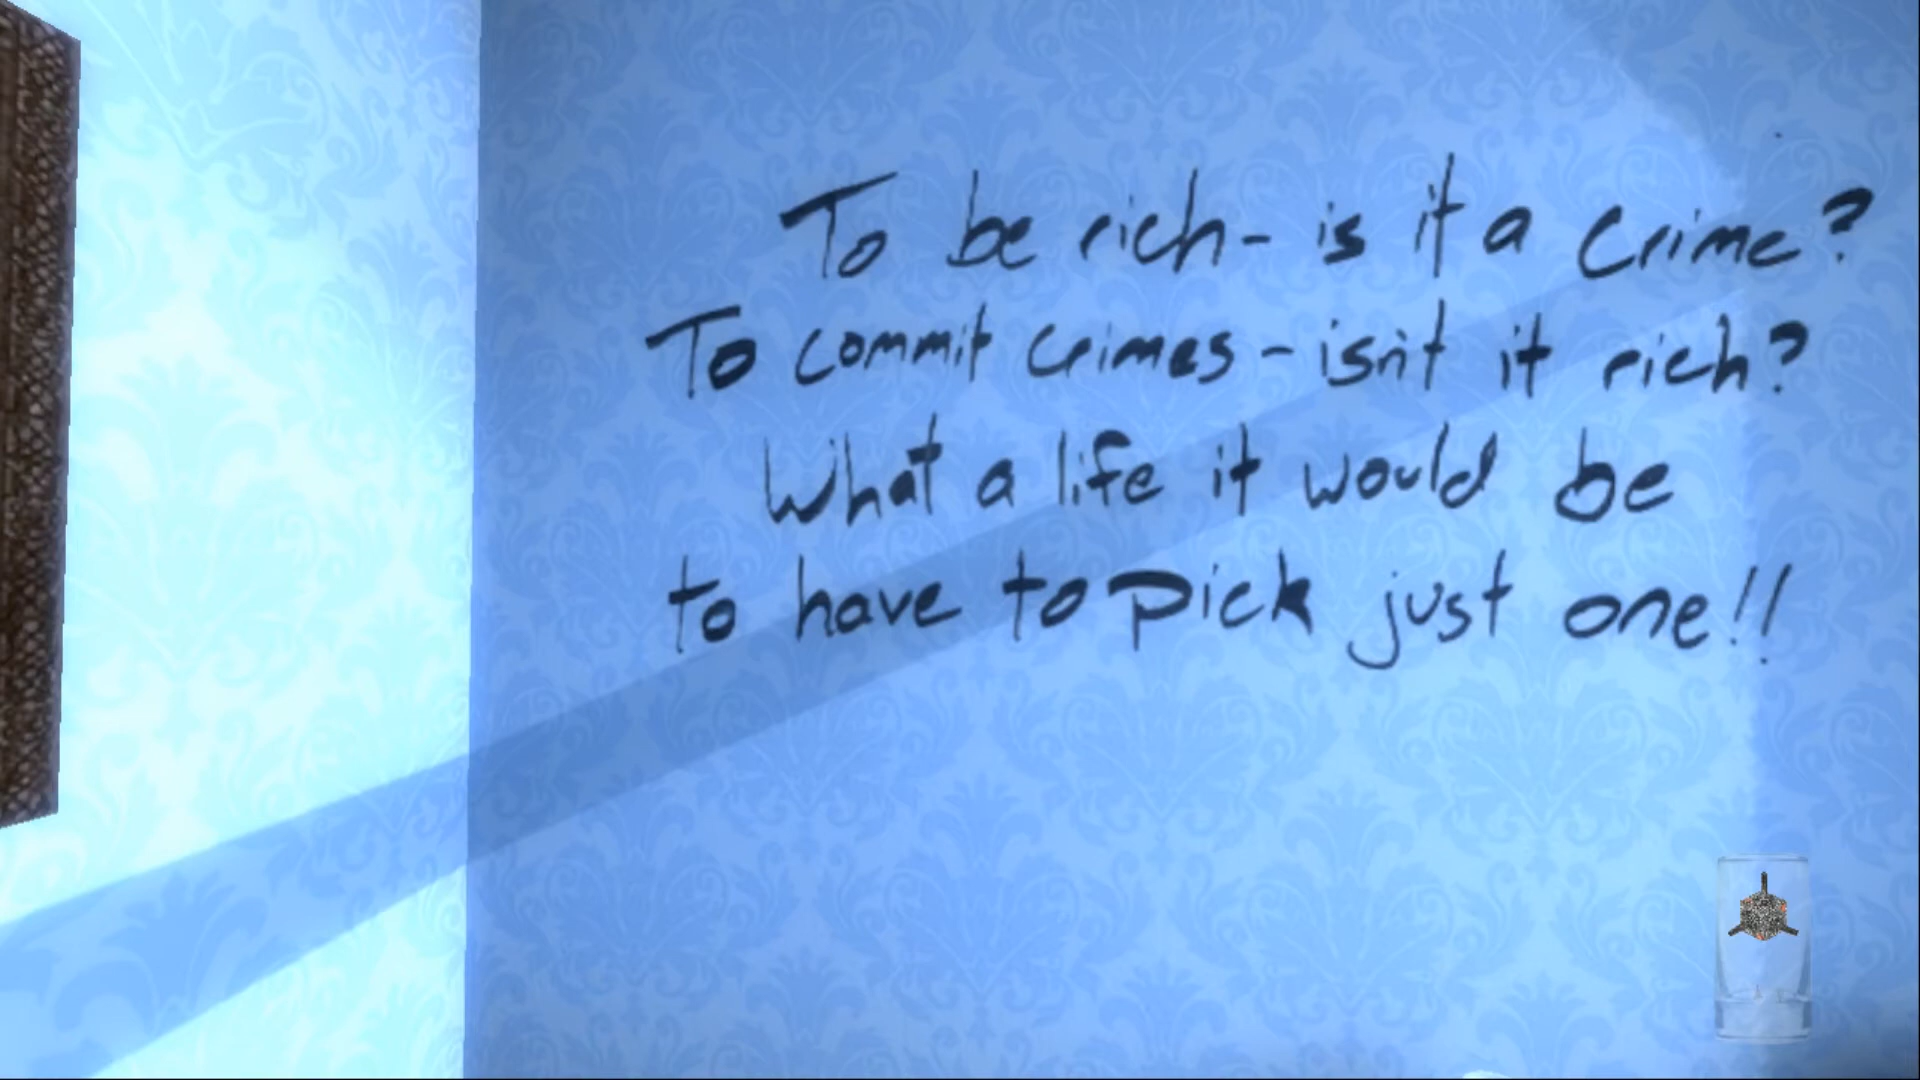 To be rich - is it a crime?
To commit crimes - isn't it rich?
What a life it would be
to have to pick just one!!